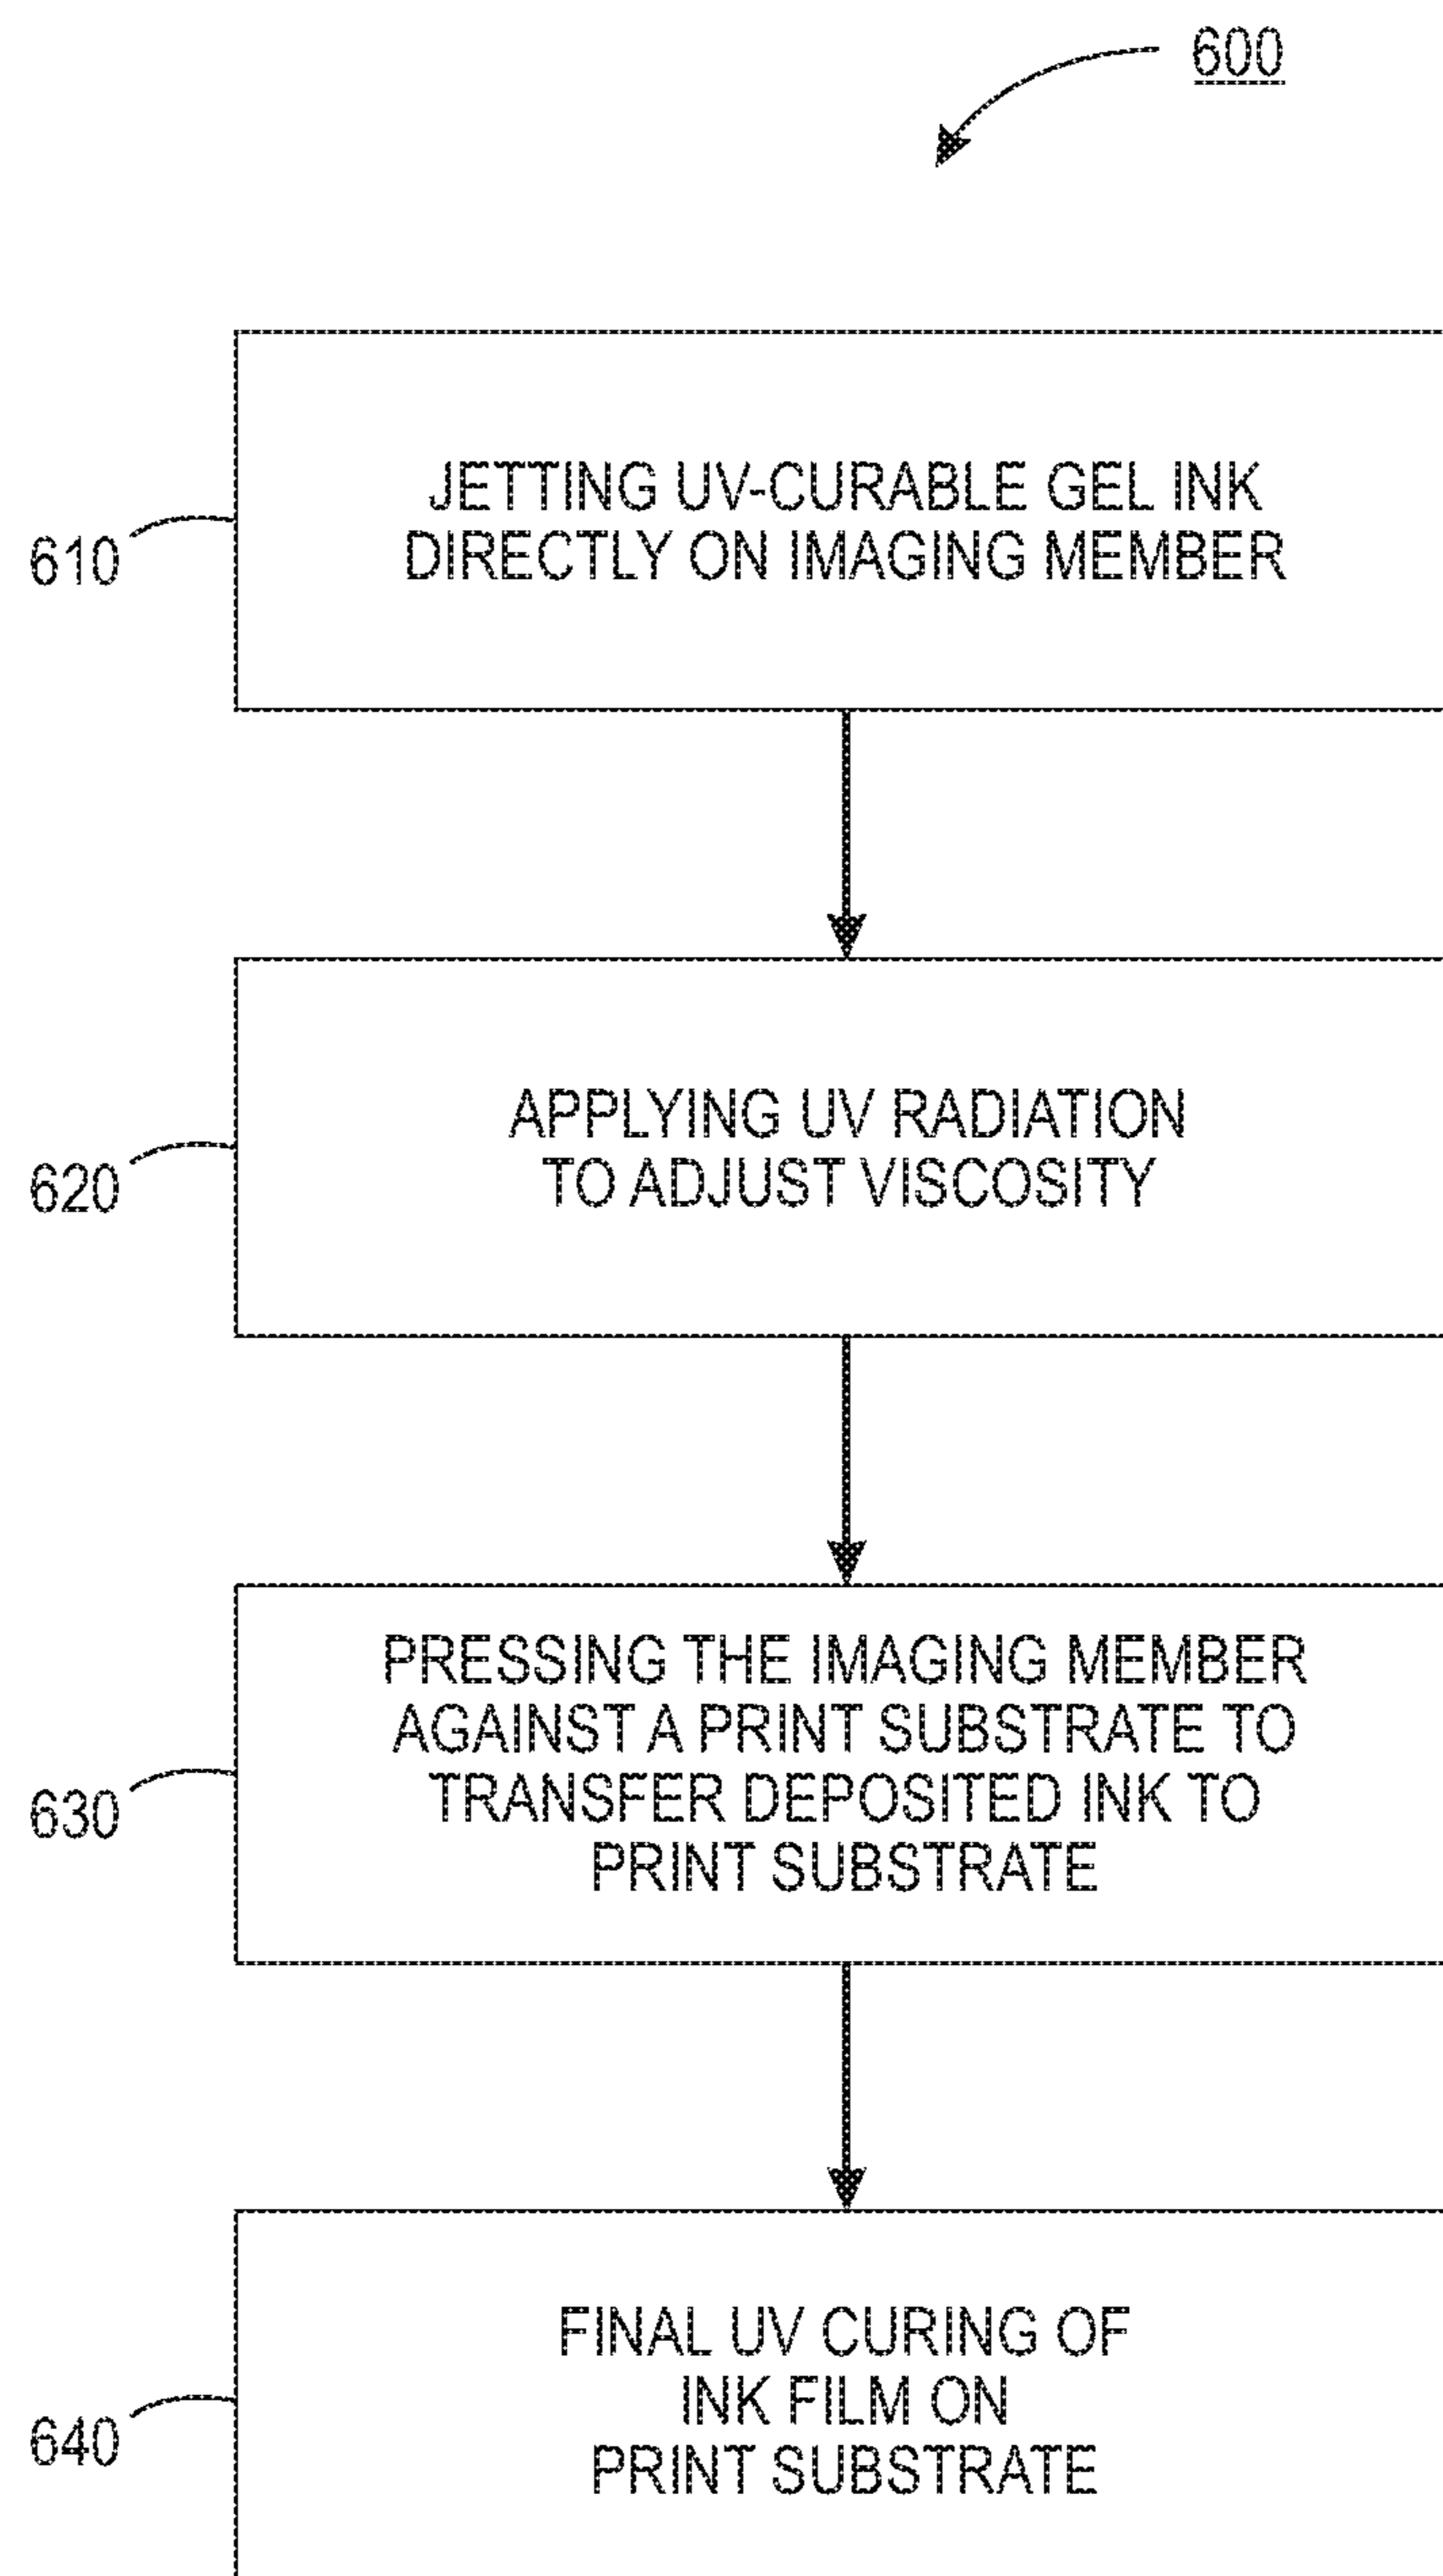 600
610
JETTING UV-CURABLE GEL INK
DIRECTLY ON IMAGING MEMBER
620
APPLYING UV RADIATION
TO ADJUST VISCOSITY
630
PRESSING THE IMAGING MEMBER
AGAINST A PRINT SUBSTRATE TO
TRANSFER DEPOSITED INK TO
PRINT SUBSTRATE
640
FINAL UV CURING OF
INK FILM ON
PRINT SUBSTRATE